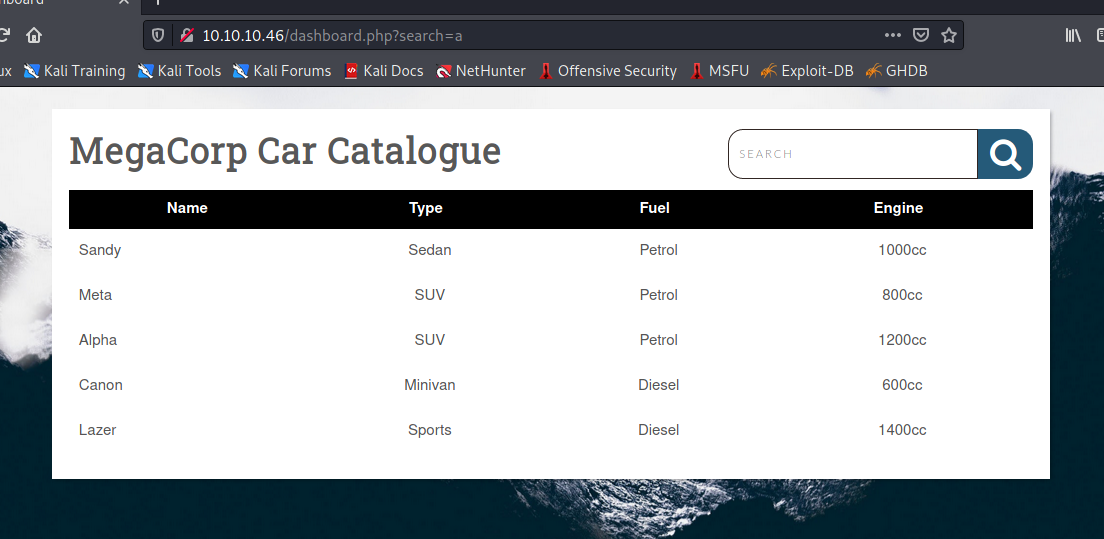 10.10.10.46/dashboard.php?search=a
Kali Training Kali Tools Kali Forums Kali Docs NetHunter Offensive Security MSFU Exploit-DB GHDB
MegaCorp Car Catalogue
SEARCH
Name Type Fuel Engine
Sandy Sedan Petrol 1000cc
Meta SUV Petrol 800cc
Alpha SUV Petrol 1200cc
Canon Minivan Diesel 600cc
Lazer Sports Diesel 1400cc